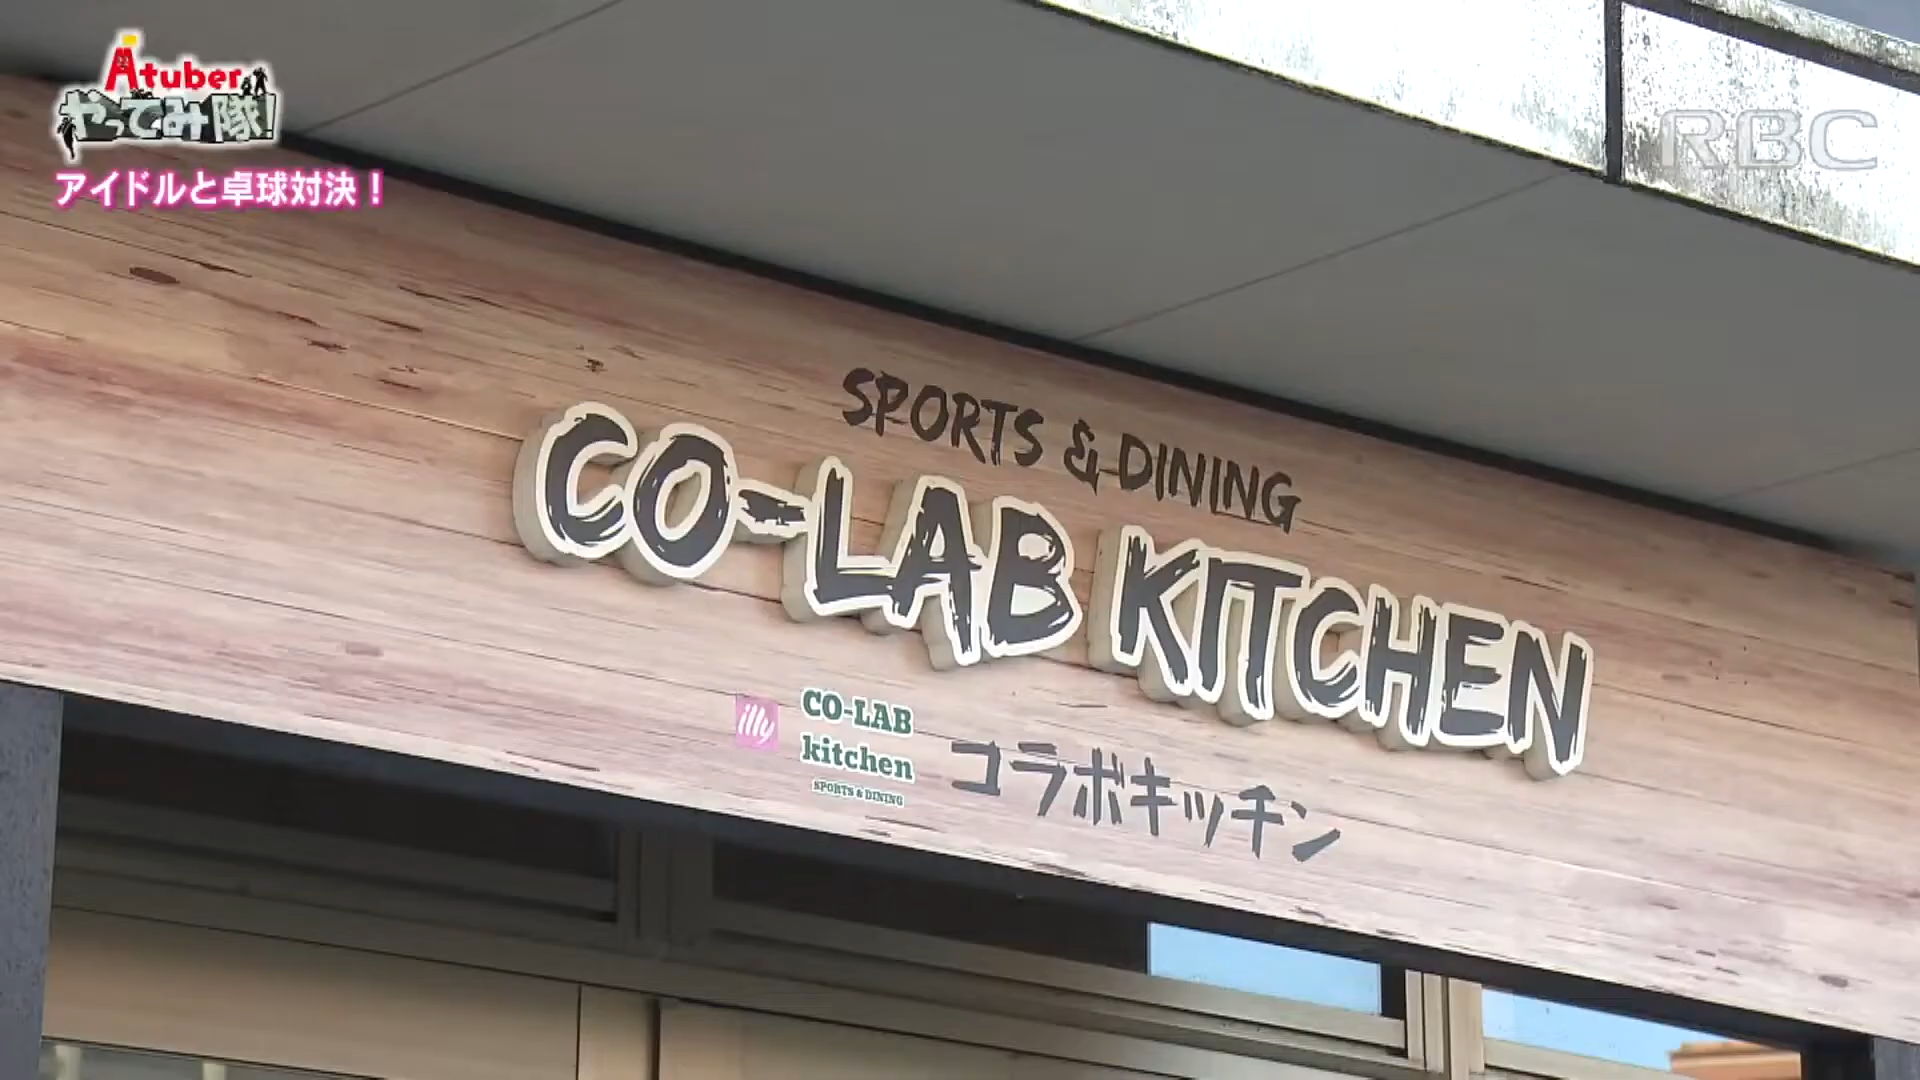 Atuber
やってみ隊!
アイドルと卓球対決！
RBC
SPORTS & DINING
CO-LAB KITCHEN
illy
CO-LAB
kitchen
SPORTS & DINING
コラボキッチン